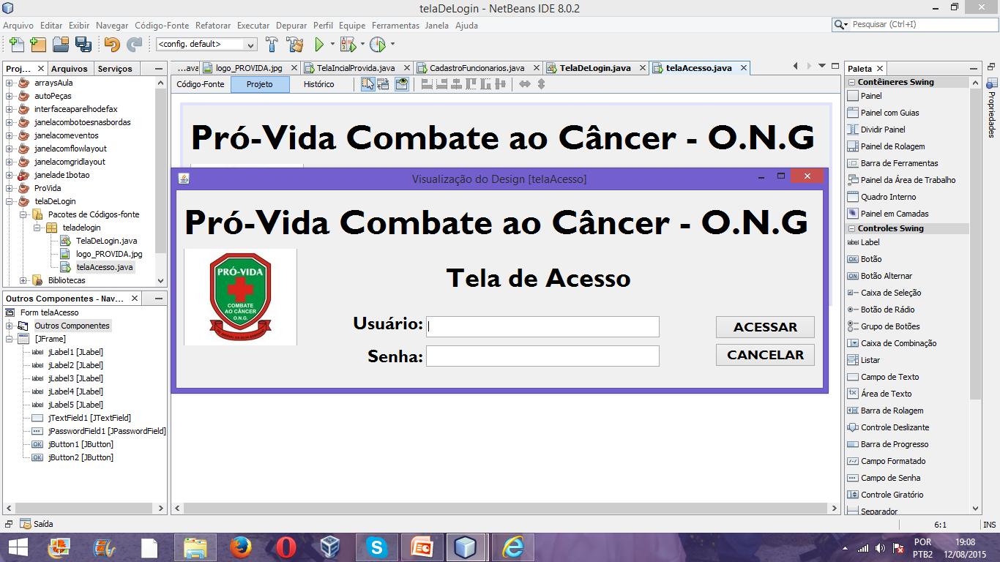 telaDeLogin - NetBeans IDE 8.0.2
Arquivo Editar Exibir Navegar Código-Fonte Refatorar Executar Depurar Perfil Equipe Ferramentas Janela Ajuda
Pesquisar (Ctrl+I)
<config. default>
Proj... Arquivos Serviços
...ava logo_PROVIDA.jpg TelaIncialProvida.java CadastroFuncionarios.java TelaDeLogin.java telaAcesso.java
Código-Fonte Projeto Histórico
arraysAula
autoPeças
interfaceaparelhodefax
janelacombotoesnasbordas
janelacomeventos
janelacomflowlayout
janelacomgridlayout
janelade1botao
ProVida
telaDeLogin
Pacotes de Códigos-fonte
teladelogin
TelaDeLogin.java
logo_PROVIDA.jpg
telaAcesso.java
Bibliotecas
Outros Componentes - Nav...
Form telaAcesso
Outros Componentes
[JFrame]
jLabel1 [JLabel]
jLabel2 [JLabel]
jLabel3 [JLabel]
jLabel4 [JLabel]
jLabel5 [JLabel]
jTextField1 [JTextField]
jPasswordField1 [JPasswordField]
jButton1 [JButton]
jButton2 [JButton]
Pró-Vida Combate ao Câncer - O.N.G
Visualização do Design [telaAcesso]
Pró-Vida Combate ao Câncer - O.N.G
PRÓ-VIDA
COMBATE
AO CÂNCER
O.N.G.
Tela de Acesso
Usuário:
ACESSAR
Senha:
CANCELAR
Paleta
Contêineres Swing
Painel
Painel com Guias
Dividir Painel
Painel de Rolagem
Barra de Ferramentas
Painel da Área de Trabalho
Quadro Interno
Painel em Camadas
Controles Swing
label Label
OK Botão
ON Botão Alternar
Caixa de Seleção
Botão de Rádio
Grupo de Botões
Caixa de Combinação
Listar
Campo de Texto
Área de Texto
Barra de Rolagem
Controle Deslizante
Barra de Progresso
Campo Formatado
Campo de Senha
Controle Giratório
Separador
Propriedades
Saída
6:1 INS
POR
PTB2
19:08
12/08/2015